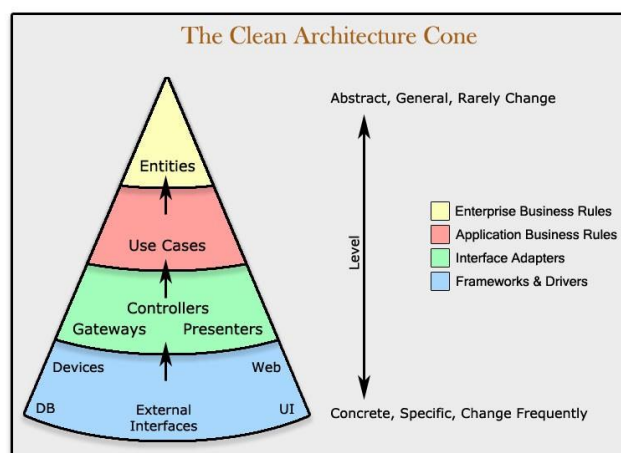 The Clean Architecture Cone
Abstract, General, Rarely Change
Entities
Enterprise Business Rules
Application Business Rules
Interface Adapters
Frameworks & Drivers
Level
Use Cases
Controllers
Gateways Presenters
Devices Web
DB External UI
Interfaces
Concrete, Specific, Change Frequently